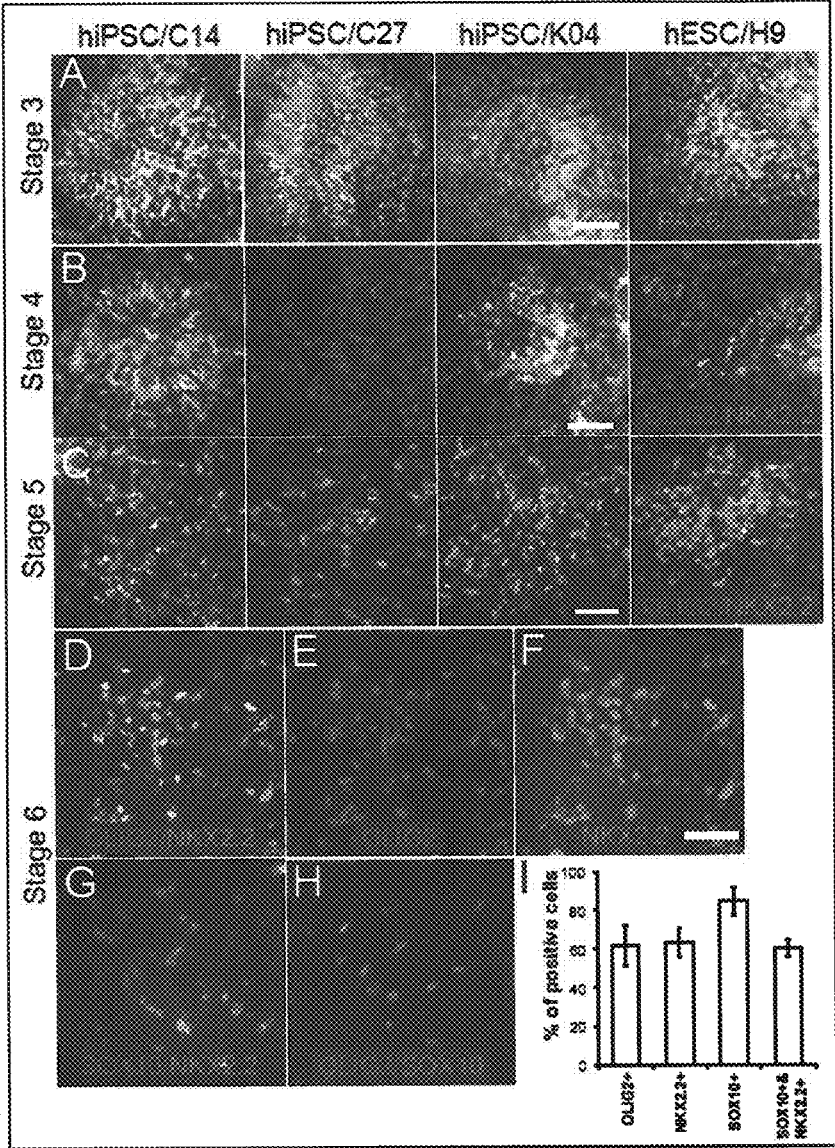 hiPSC/C14 hiPSC/C27 hiPSC/K04 hESC/H9
Stage 3
A
Stage 4
B
Stage 5
C
Stage 6
D E F
G H I
% of positive cells
100
80
60
40
20
0
OLIG2+
NKX2.2+
SOX10+
SOX10+&
NKX2.2+